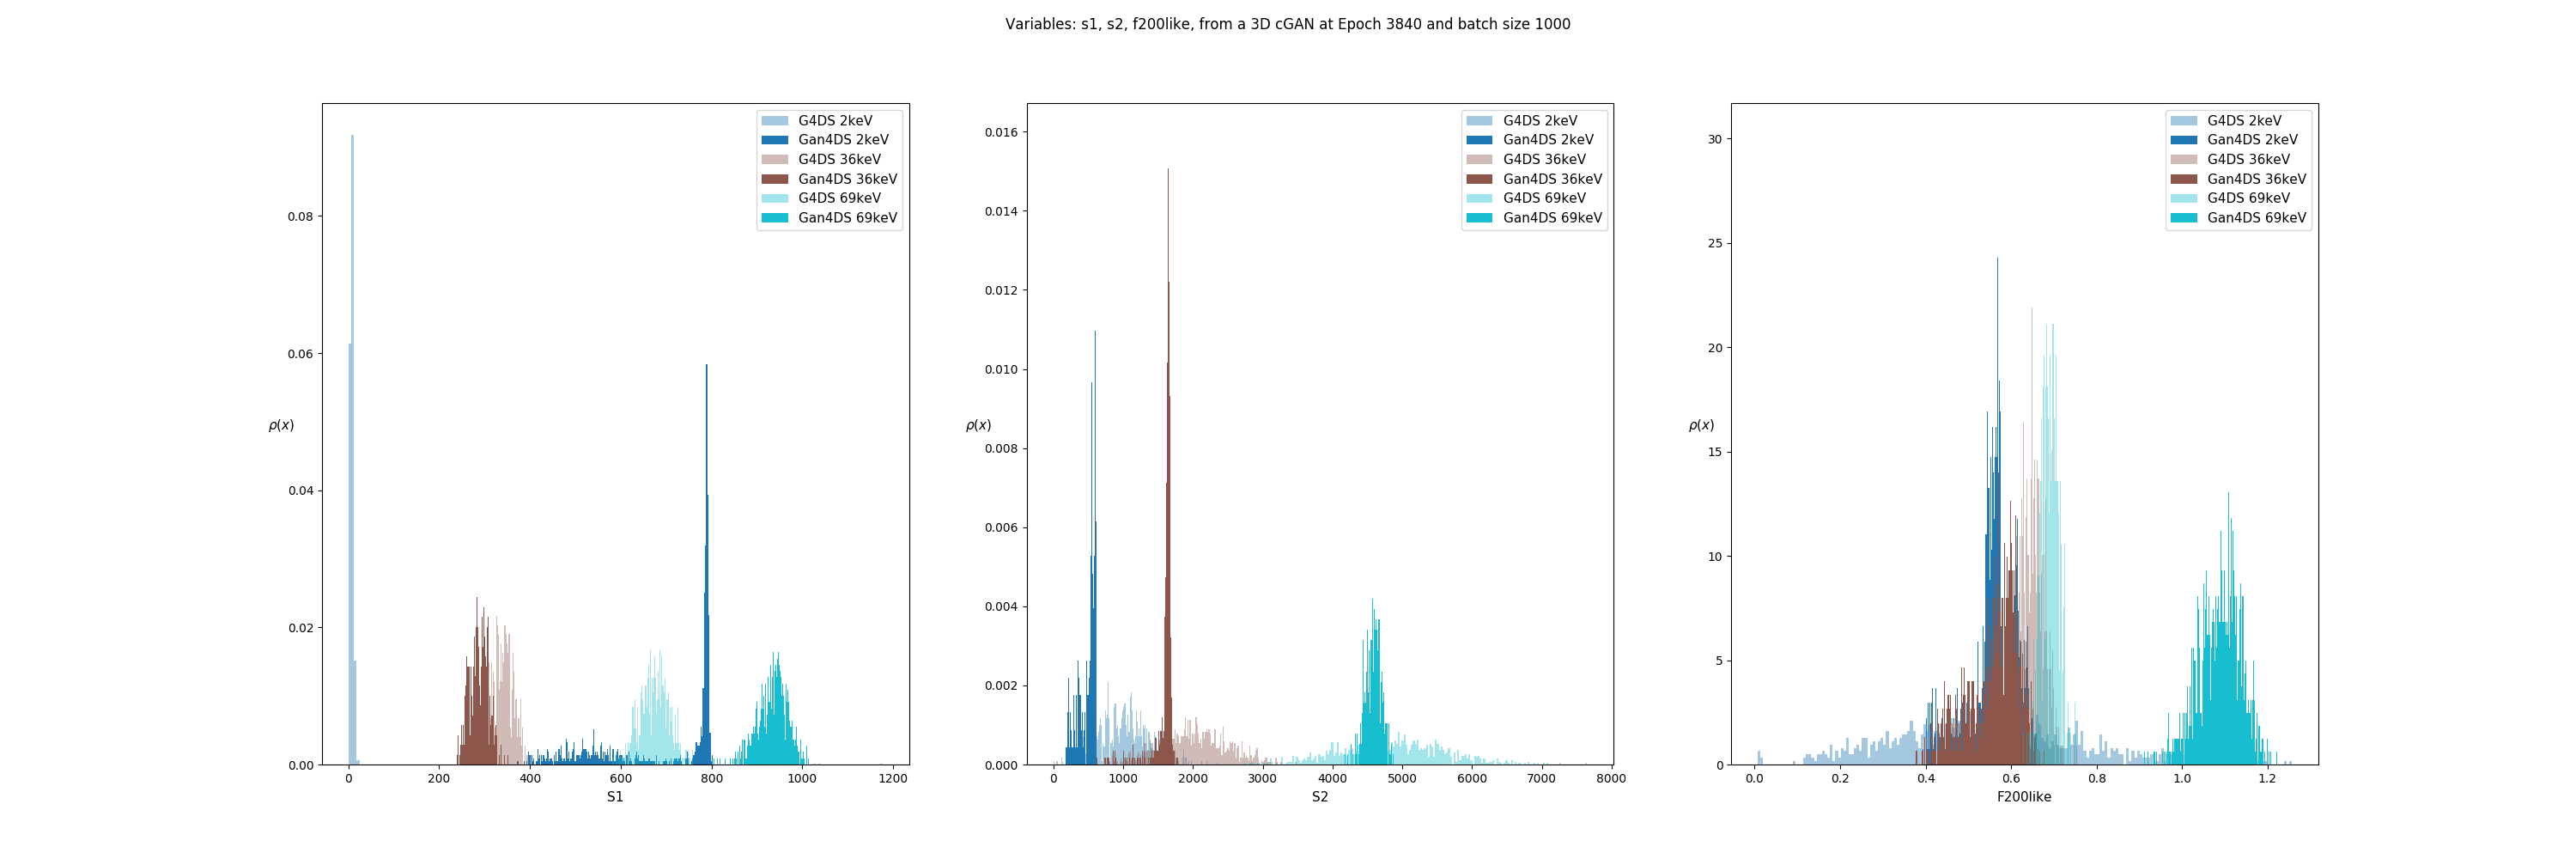 Variables: s1, s2, f200like, from a 3D cGAN at Epoch 3840 and batch size 1000
G4DS 2keV
Gan4DS 2keV
G4DS 36keV
Gan4DS 36keV
G4DS 69keV
Gan4DS 69keV
0.08
0.06
0.04
0.02
0.00
ρ(x)
0 200 400 600 800 1000 1200
S1
G4DS 2keV
Gan4DS 2keV
G4DS 36keV
Gan4DS 36keV
G4DS 69keV
Gan4DS 69keV
0.016
0.014
0.012
0.010
0.008
0.006
0.004
0.002
0.000
ρ(x)
0 1000 2000 3000 4000 5000 6000 7000 8000
S2
G4DS 2keV
Gan4DS 2keV
G4DS 36keV
Gan4DS 36keV
G4DS 69keV
Gan4DS 69keV
30
25
20
15
10
5
0
ρ(x)
0.0 0.2 0.4 0.6 0.8 1.0 1.2
F200like